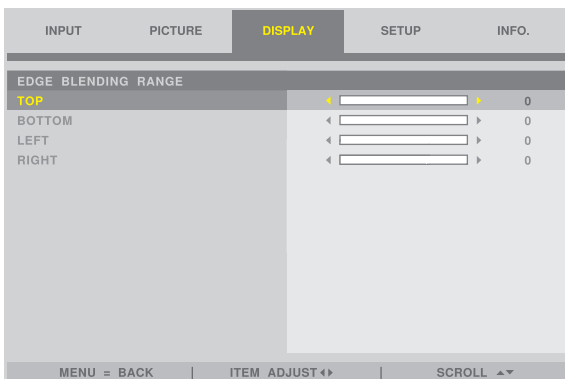 INPUT PICTURE DISPLAY SETUP INFO.
EDGE BLENDING RANGE
TOP 0
BOTTOM 0
LEFT 0
RIGHT 0
MENU = BACK | ITEM ADJUST | SCROLL